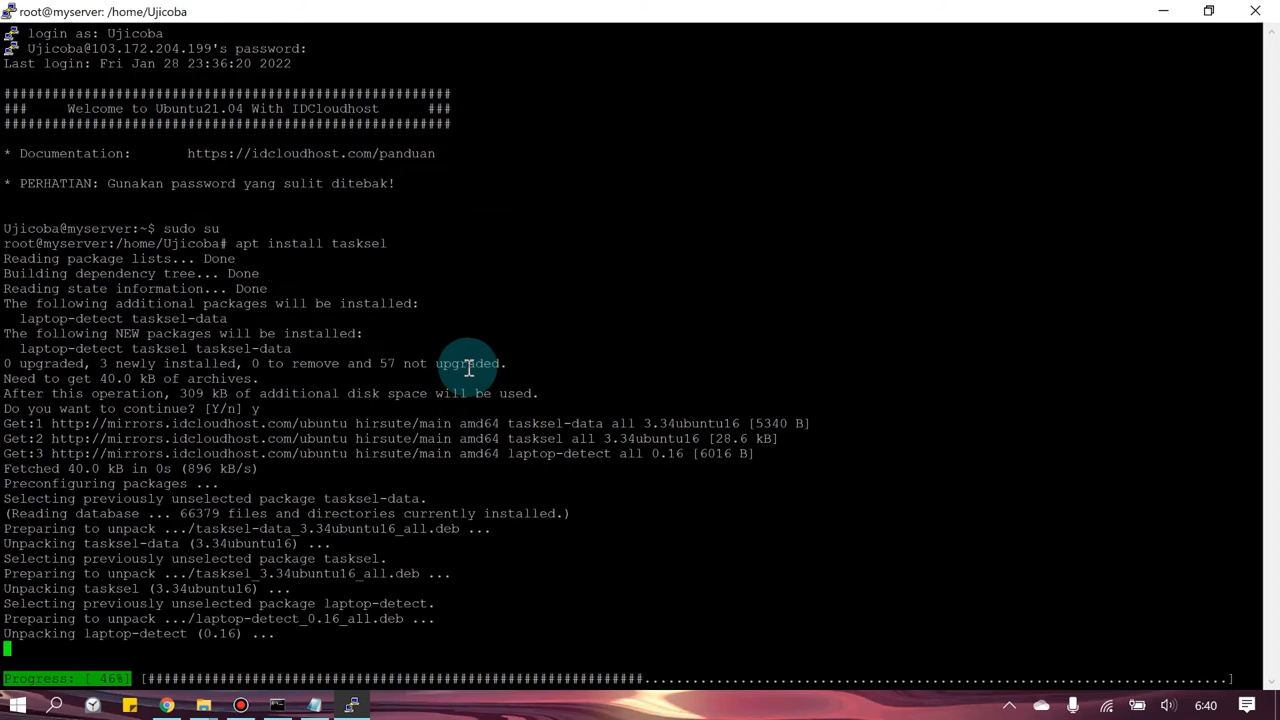 root@myserver: /home/Ujicoba
login as: Ujicoba
Ujicoba@103.172.204.199's password:
Last login: Fri Jan 28 23:36:20 2022
########################################################
###     Welcome to Ubuntu21.04 With IDCloudhost      ###
########################################################
* Documentation:       https://idcloudhost.com/panduan
* PERHATIAN: Gunakan password yang sulit ditebak!
Ujicoba@myserver:~$ sudo su
root@myserver:/home/Ujicoba# apt install tasksel
Reading package lists... Done
Building dependency tree... Done
Reading state information... Done
The following additional packages will be installed:
  laptop-detect tasksel-data
The following NEW packages will be installed:
  laptop-detect tasksel tasksel-data
0 upgraded, 3 newly installed, 0 to remove and 57 not upgraded.
Need to get 40.0 kB of archives.
After this operation, 309 kB of additional disk space will be used.
Do you want to continue? [Y/n] y
Get:1 http://mirrors.idcloudhost.com/ubuntu hirsute/main amd64 tasksel-data all 3.34ubuntu16 [5340 B]
Get:2 http://mirrors.idcloudhost.com/ubuntu hirsute/main amd64 tasksel all 3.34ubuntu16 [28.6 kB]
Get:3 http://mirrors.idcloudhost.com/ubuntu hirsute/main amd64 laptop-detect all 0.16 [6016 B]
Fetched 40.0 kB in 0s (896 kB/s)
Preconfiguring packages ...
Selecting previously unselected package tasksel-data.
(Reading database ... 66379 files and directories currently installed.)
Preparing to unpack .../tasksel-data_3.34ubuntu16_all.deb ...
Unpacking tasksel-data (3.34ubuntu16) ...
Selecting previously unselected package tasksel.
Preparing to unpack .../tasksel_3.34ubuntu16_all.deb ...
Unpacking tasksel (3.34ubuntu16) ...
Selecting previously unselected package laptop-detect.
Preparing to unpack .../laptop-detect_0.16_all.deb ...
Unpacking laptop-detect (0.16) ...
Progress: [ 46%] [##############################################################.........................................................................]
6:40